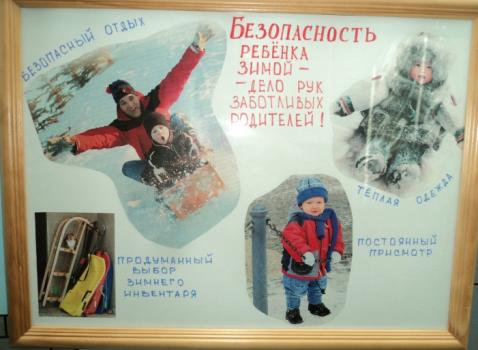 БЕЗОПАСНЫЙ ОТДЫХ
БЕЗОПАСНОСТЬ
РЕБЁНКА
ЗИМОЙ –
– ДЕЛО РУК
ЗАБОТЛИВЫХ
РОДИТЕЛЕЙ!
ТЁПЛАЯ ОДЕЖДА
ПРОДУМАННЫЙ
ВЫБОР
ЗИМНЕГО
ИНВЕНТАРЯ
ПОСТОЯННЫЙ
ПРИСМОТР